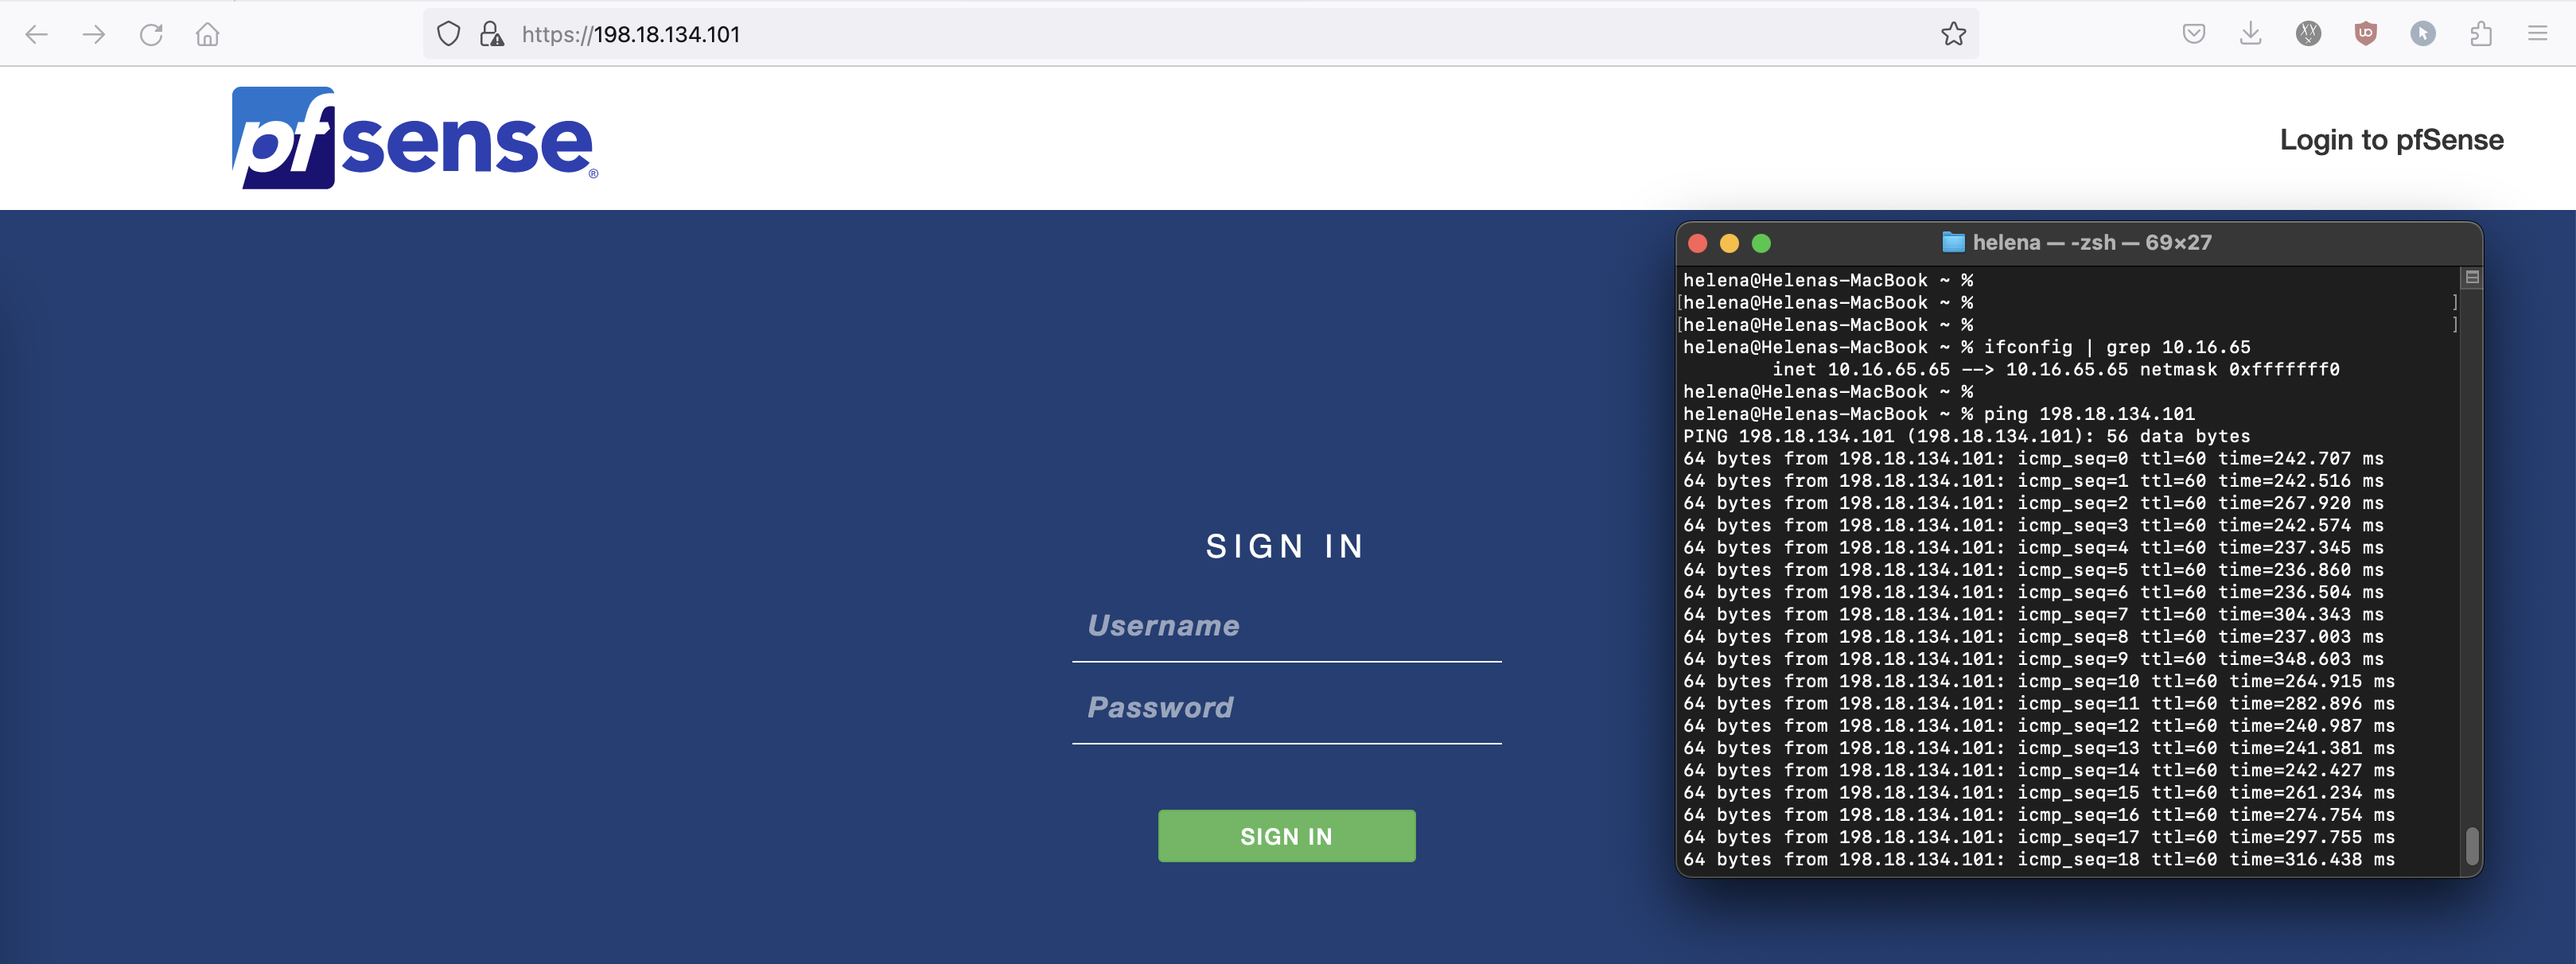 https://198.18.134.101
pfsense®
Login to pfSense
SIGN IN
Username
Password
SIGN IN
helena — -zsh — 69×27
helena@Helenas-MacBook ~ %
[helena@Helenas-MacBook ~ % ]
[helena@Helenas-MacBook ~ % ]
helena@Helenas-MacBook ~ % ifconfig | grep 10.16.65
inet 10.16.65.65 --> 10.16.65.65 netmask 0xfffffff0
helena@Helenas-MacBook ~ %
helena@Helenas-MacBook ~ % ping 198.18.134.101
PING 198.18.134.101 (198.18.134.101): 56 data bytes
64 bytes from 198.18.134.101: icmp_seq=0 ttl=60 time=242.707 ms
64 bytes from 198.18.134.101: icmp_seq=1 ttl=60 time=242.516 ms
64 bytes from 198.18.134.101: icmp_seq=2 ttl=60 time=267.920 ms
64 bytes from 198.18.134.101: icmp_seq=3 ttl=60 time=242.574 ms
64 bytes from 198.18.134.101: icmp_seq=4 ttl=60 time=237.345 ms
64 bytes from 198.18.134.101: icmp_seq=5 ttl=60 time=236.860 ms
64 bytes from 198.18.134.101: icmp_seq=6 ttl=60 time=236.504 ms
64 bytes from 198.18.134.101: icmp_seq=7 ttl=60 time=304.343 ms
64 bytes from 198.18.134.101: icmp_seq=8 ttl=60 time=237.003 ms
64 bytes from 198.18.134.101: icmp_seq=9 ttl=60 time=348.603 ms
64 bytes from 198.18.134.101: icmp_seq=10 ttl=60 time=264.915 ms
64 bytes from 198.18.134.101: icmp_seq=11 ttl=60 time=282.896 ms
64 bytes from 198.18.134.101: icmp_seq=12 ttl=60 time=240.987 ms
64 bytes from 198.18.134.101: icmp_seq=13 ttl=60 time=241.381 ms
64 bytes from 198.18.134.101: icmp_seq=14 ttl=60 time=242.427 ms
64 bytes from 198.18.134.101: icmp_seq=15 ttl=60 time=261.234 ms
64 bytes from 198.18.134.101: icmp_seq=16 ttl=60 time=274.754 ms
64 bytes from 198.18.134.101: icmp_seq=17 ttl=60 time=297.755 ms
64 bytes from 198.18.134.101: icmp_seq=18 ttl=60 time=316.438 ms